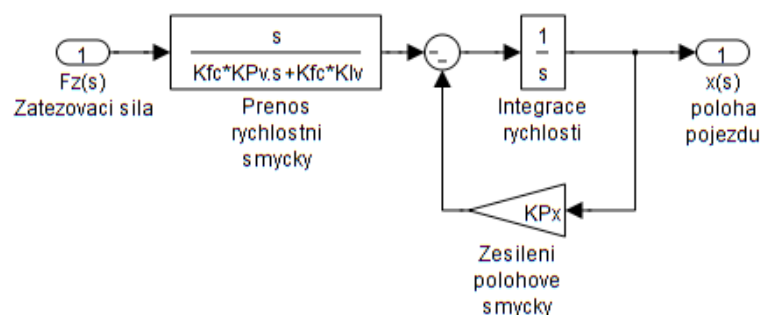 1
Fz(s)
Zatezovaci sila
s
Kfc*KPv.s+Kfc*KIv
Prenos
rychlostni
smycky
1
s
Integrace
rychlosti
1
x(s)
poloha
pojezdu
KPx
Zesileni
polohove
smycky